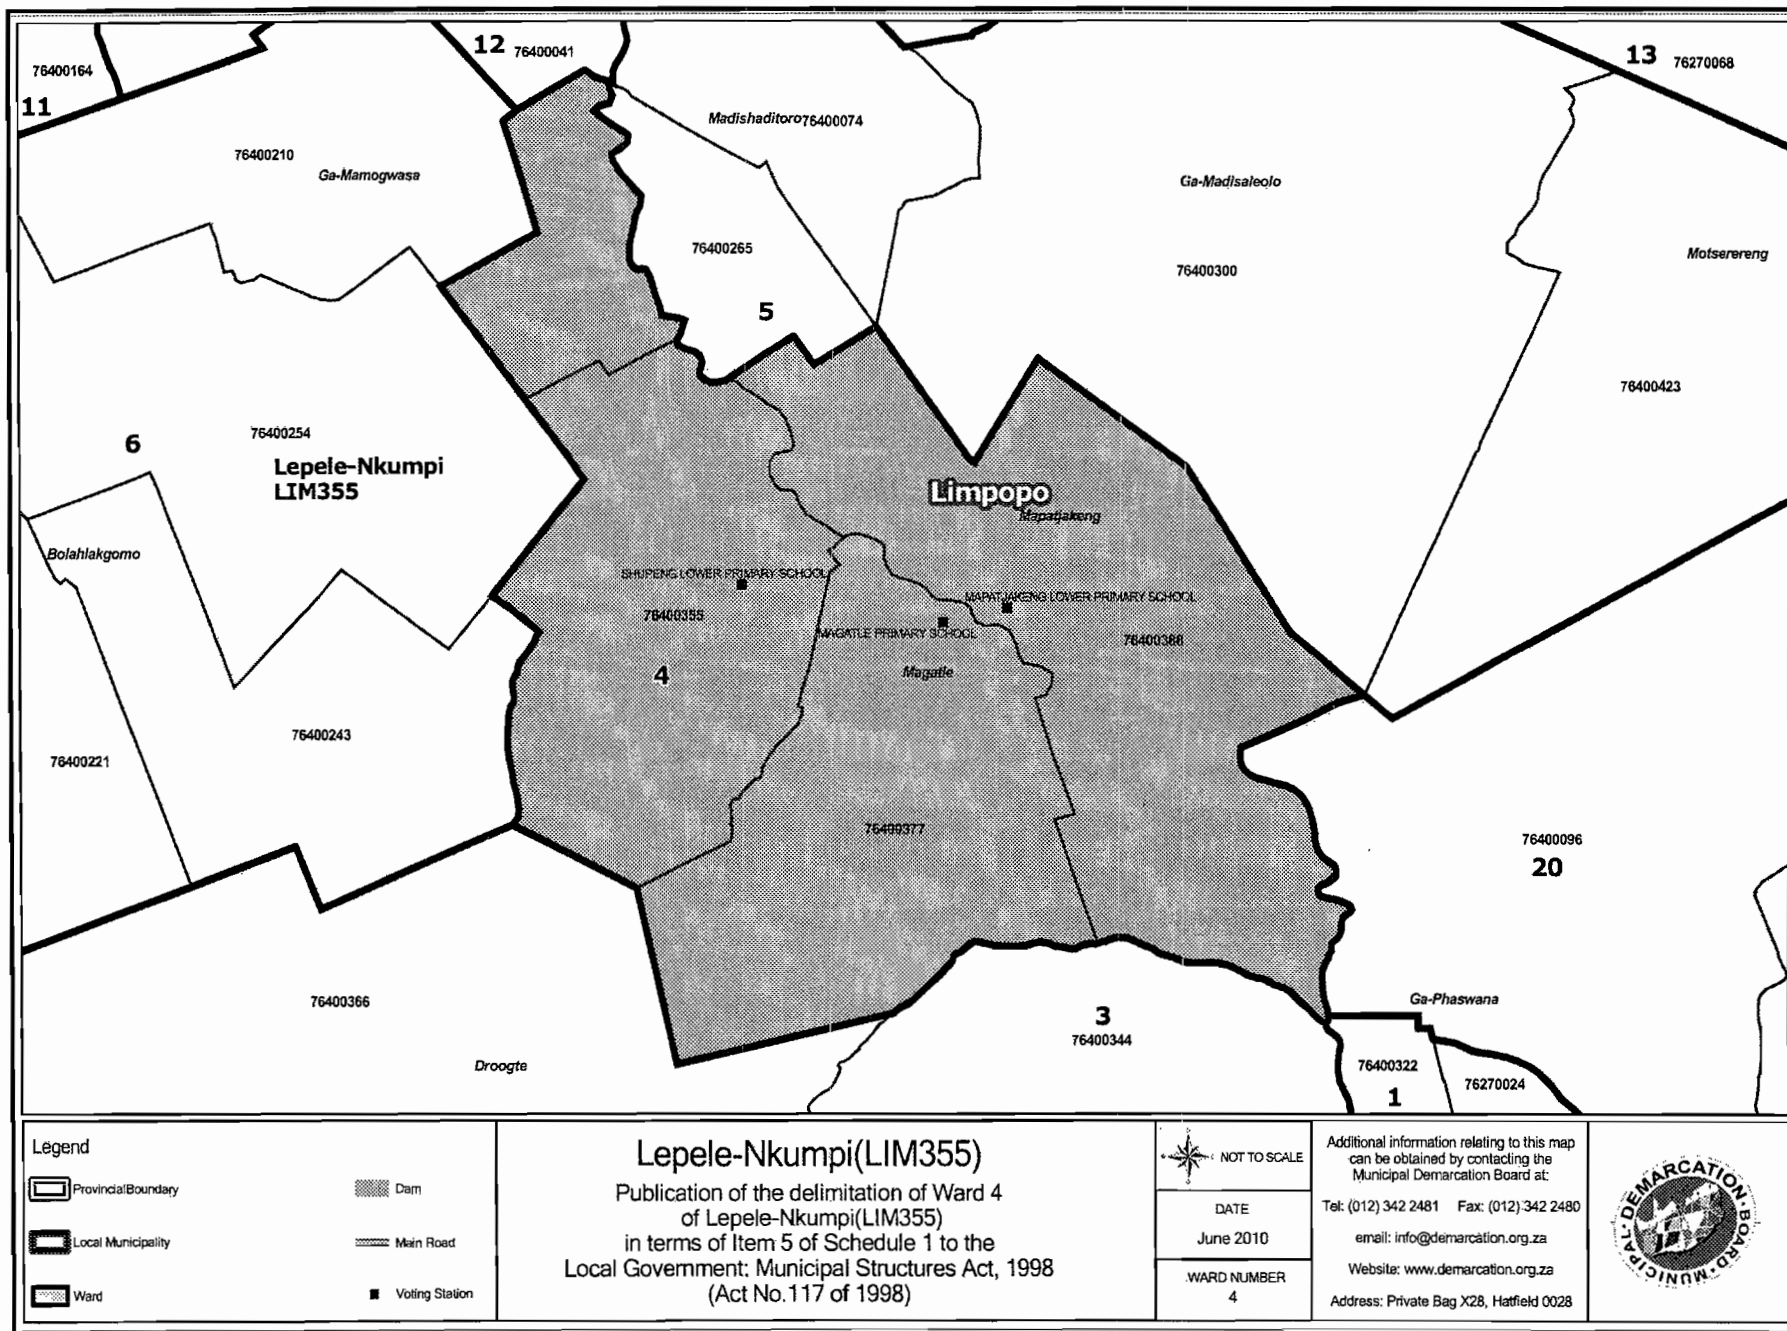 12 76400041
13 76270068
76400164
11
Madishaditoro 76400074
76400210
Ga-Mamogwasa
Ga-Madisaleolo
76400265
76400300
Motserereng
5
76400423
6
76400254
Lepele-Nkumpi
LIM355
Limpopo
Mapatjakeng
Bolahlakgomo
SHUPENG LOWER PRIMARY SCHOOL
76400355
MAPATJAKENG LOWER PRIMARY SCHOOL
MAGATLE PRIMARY SCHOOL
76400388
4
Magatle
76400243
76400221
76400377
76400096
20
76400366
Ga-Phaswana
3
76400344
Droogte
76400322
76270024
1
Legend
Provincial Boundary
Dam
Local Municipality
Main Road
Ward
Voting Station
Lepele-Nkumpi(LIM355)
Publication of the delimitation of Ward 4
of Lepele-Nkumpi(LIM355)
in terms of Item 5 of Schedule 1 to the
Local Government: Municipal Structures Act, 1998
(Act No.117 of 1998)
NOT TO SCALE
DATE
June 2010
WARD NUMBER
4
Additional information relating to this map
can be obtained by contacting the
Municipal Demarcation Board at:
Tel: (012) 342 2481 Fax: (012) 342 2480
email: info@demarcation.org.za
Website: www.demarcation.org.za
Address: Private Bag X28, Hatfield 0028
MUNICIPAL · DEMARCATION · BOARD